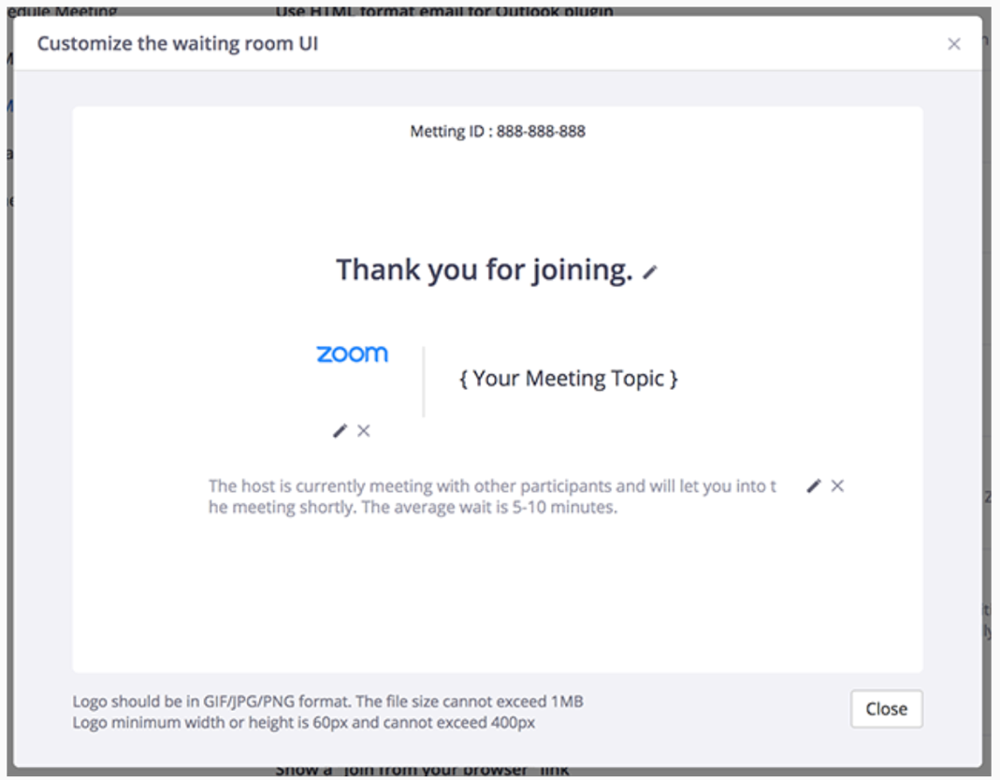 edule Meeting
Use HTML format email for Outlook plugin
Customize the waiting room UI
Metting ID : 888-888-888
Thank you for joining.
zoom
{ Your Meeting Topic }
The host is currently meeting with other participants and will let you into t
he meeting shortly. The average wait is 5-10 minutes.
Logo should be in GIF/JPG/PNG format. The file size cannot exceed 1MB
Logo minimum width or height is 60px and cannot exceed 400px
Close
Show a "Join from your browser" link